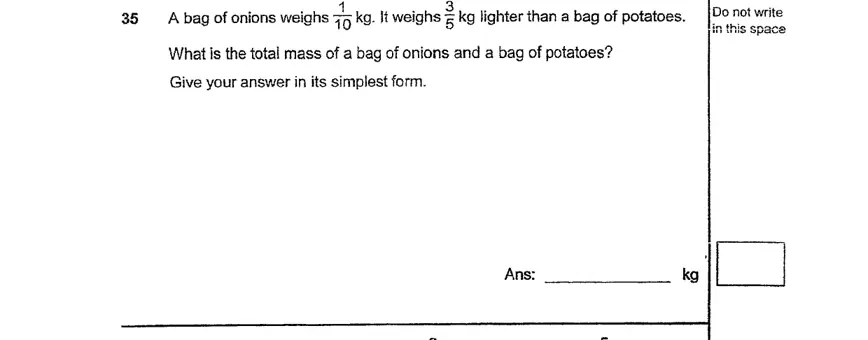 35 A bag of onions weighs 1/10 kg. It weighs 3/5 kg lighter than a bag of potatoes.
What is the total mass of a bag of onions and a bag of potatoes?
Give your answer in its simplest form.
Do not write
in this space
Ans: ____________ kg